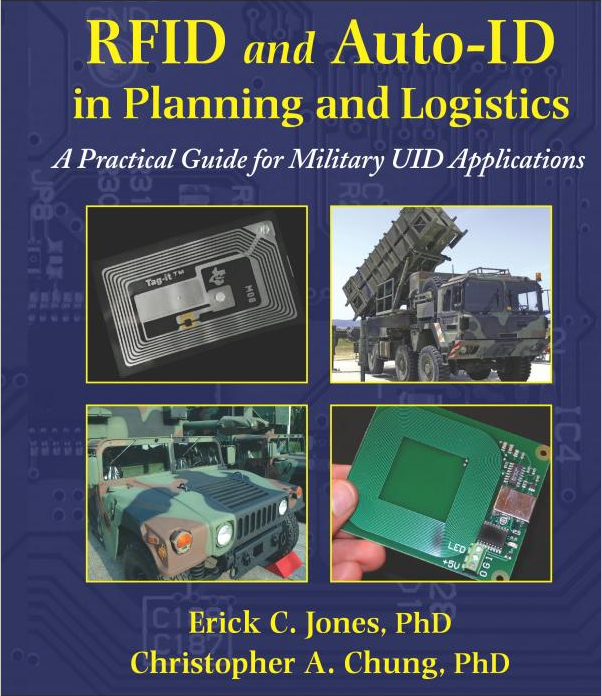 RFID and Auto-ID
in Planning and Logistics
A Practical Guide for Military UID Applications
Tag-it™
LED
+5V
IC4
Erick C. Jones, PhD
Christopher A. Chung, PhD